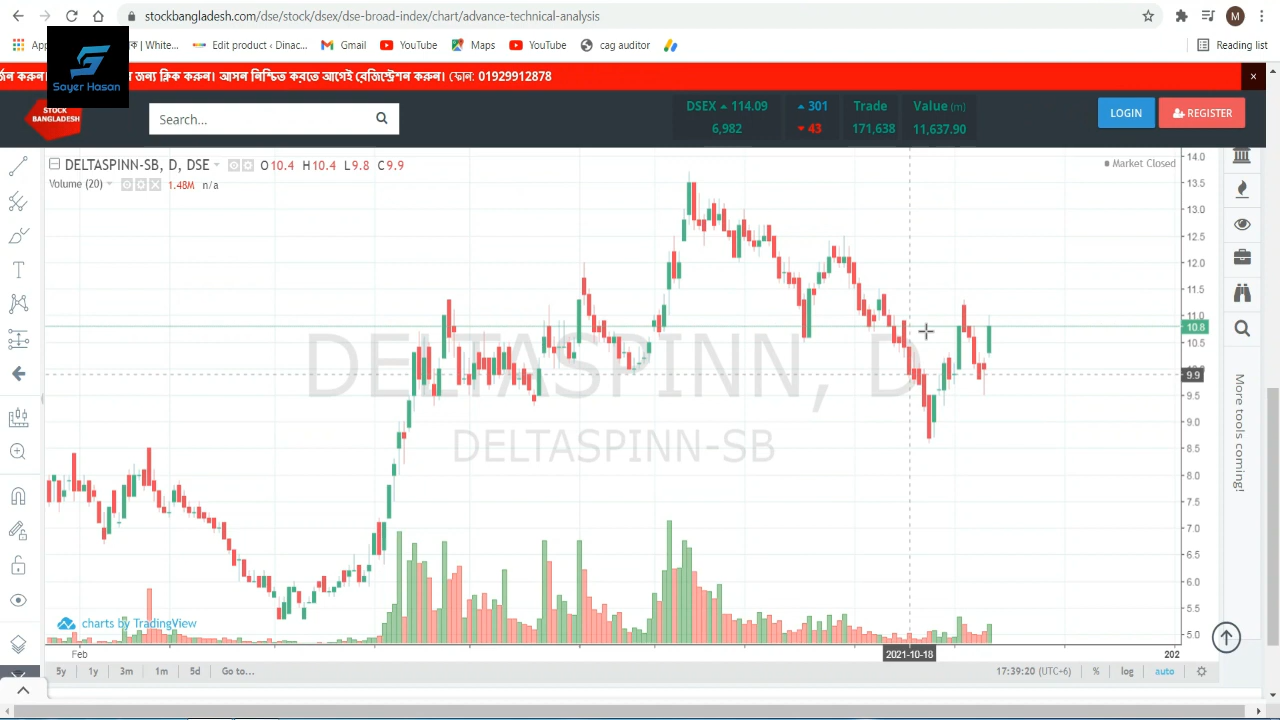 stockbangladesh.com/dse/stock/dsex/dse-broad-index/chart/advance-technical-analysis
M
White...
Edit product ‹ Dinac...
Gmail
YouTube
Maps
YouTube
cag auditor
Reading list
Sayer Hasan
জন্য ক্লিক করুন। আসন নিশ্চিত করতে আগেই রেজিস্ট্রেশন করুন। ফোন: 01929912878
×
STOCK
BANGLADESH
Search...
DSEX 114.09
6,982
301
43
Trade
171,638
Value (m)
11,637.90
LOGIN
REGISTER
DELTASPINN-SB, D, DSE
O 10.4 H 10.4 L 9.8 C 9.9
Market Closed
Volume (20)
1.48M n/a
14.0
13.5
13.0
12.5
12.0
11.5
11.0
10.8
10.5
9.9
9.5
9.0
8.5
8.0
7.5
7.0
6.5
6.0
5.5
5.0
DELTASPINN, D
DELTASPINN-SB
More tools coming!
charts by TradingView
Feb
2021-10-18
202
5y
1y
3m
1m
5d
Go to...
17:39:20 (UTC+6)
%
log
auto